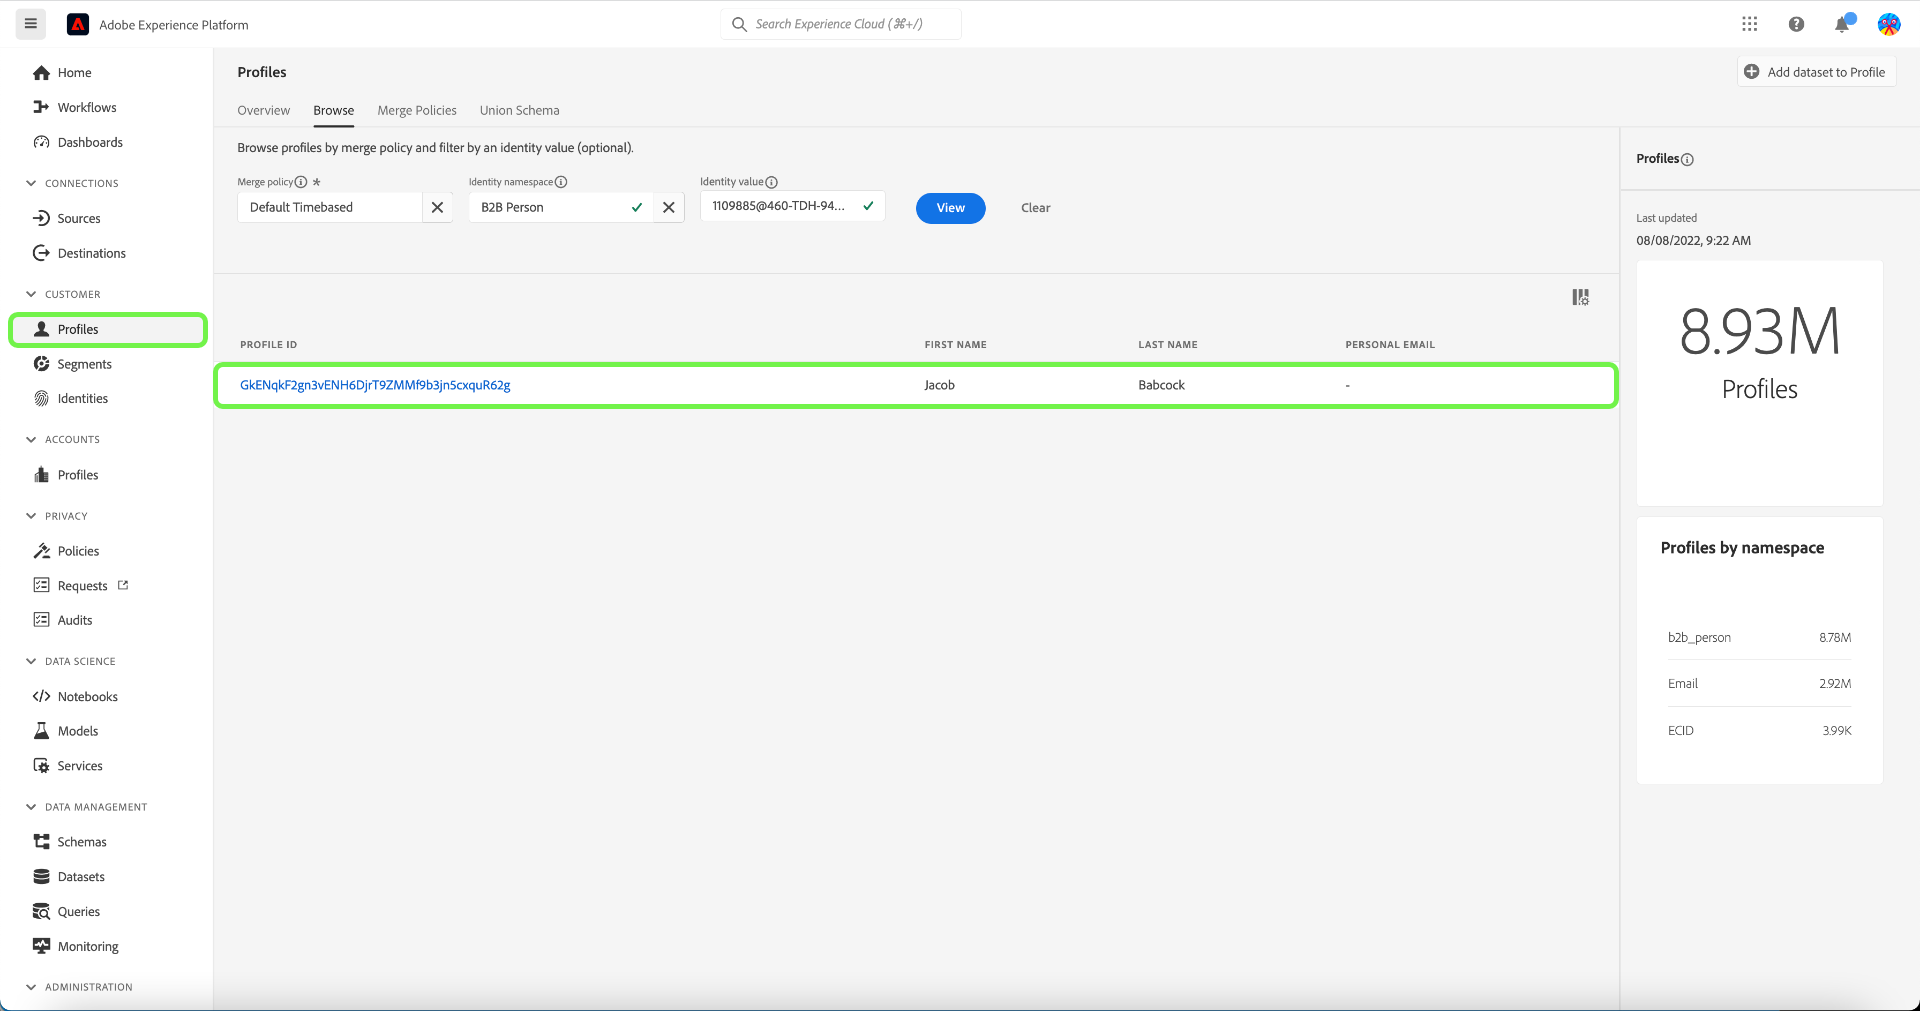 Adobe Experience Platform
Search Experience Cloud (⌘+/)
Home
Workflows
Dashboards
CONNECTIONS
Sources
Destinations
CUSTOMER
Profiles
Segments
Identities
ACCOUNTS
Profiles
PRIVACY
Policies
Requests
Audits
DATA SCIENCE
Notebooks
Models
Services
DATA MANAGEMENT
Schemas
Datasets
Queries
Monitoring
ADMINISTRATION
Profiles
Add dataset to Profile
Overview Browse Merge Policies Union Schema
Browse profiles by merge policy and filter by an identity value (optional).
Merge policy * Identity namespace Identity value
Default Timebased B2B Person 1109885@460-TDH-94... View Clear
PROFILE ID FIRST NAME LAST NAME PERSONAL EMAIL
GkENqkF2gn3vENH6DjrT9ZMMf9b3jn5cxquR62g Jacob Babcock -
Profiles
Last updated
08/08/2022, 9:22 AM
8.93M
Profiles
Profiles by namespace
b2b_person 8.78M
Email 2.92M
ECID 3.99K